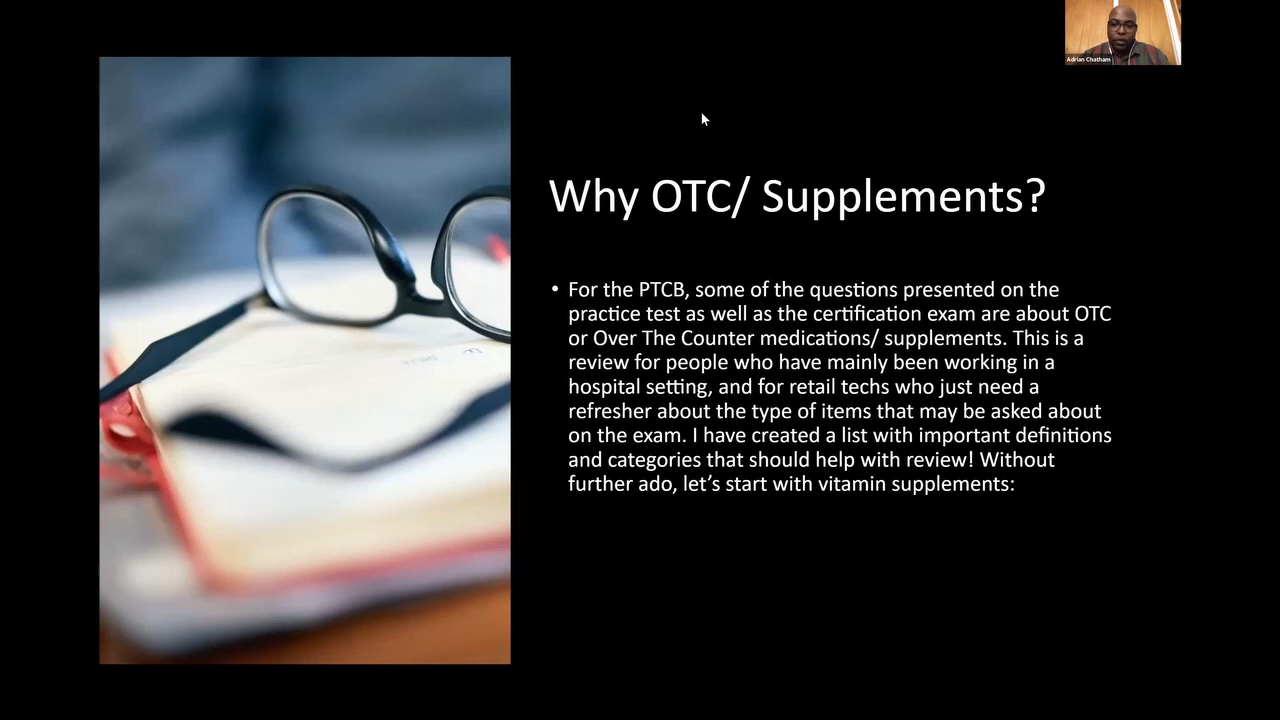 Adrian Chatham
Why OTC/ Supplements?
• For the PTCB, some of the questions presented on the
practice test as well as the certification exam are about OTC
or Over The Counter medications/ supplements. This is a
review for people who have mainly been working in a
hospital setting, and for retail techs who just need a
refresher about the type of items that may be asked about
on the exam. I have created a list with important definitions
and categories that should help with review! Without
further ado, let’s start with vitamin supplements: